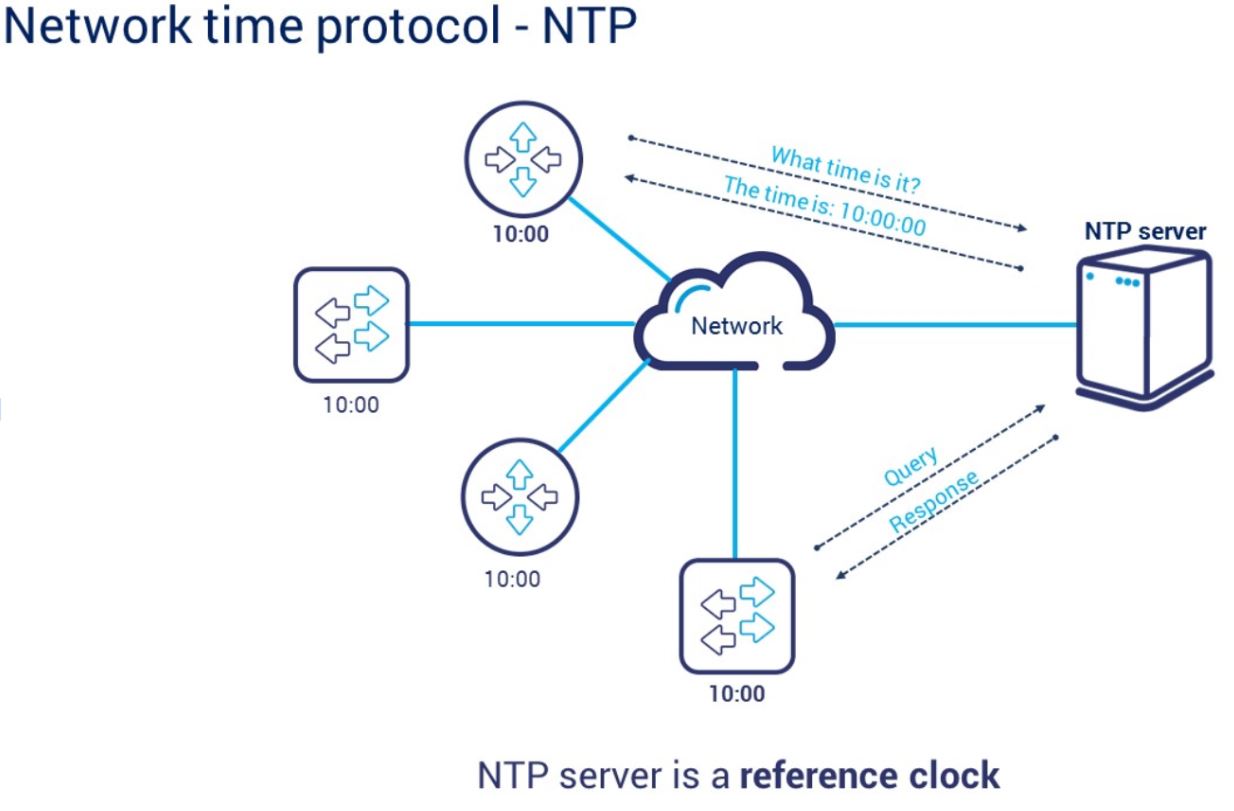 Network time protocol - NTP
What time is it?
The time is: 10:00:00
10:00
NTP server
Network
10:00
Query
Response
10:00
10:00
NTP server is a reference clock